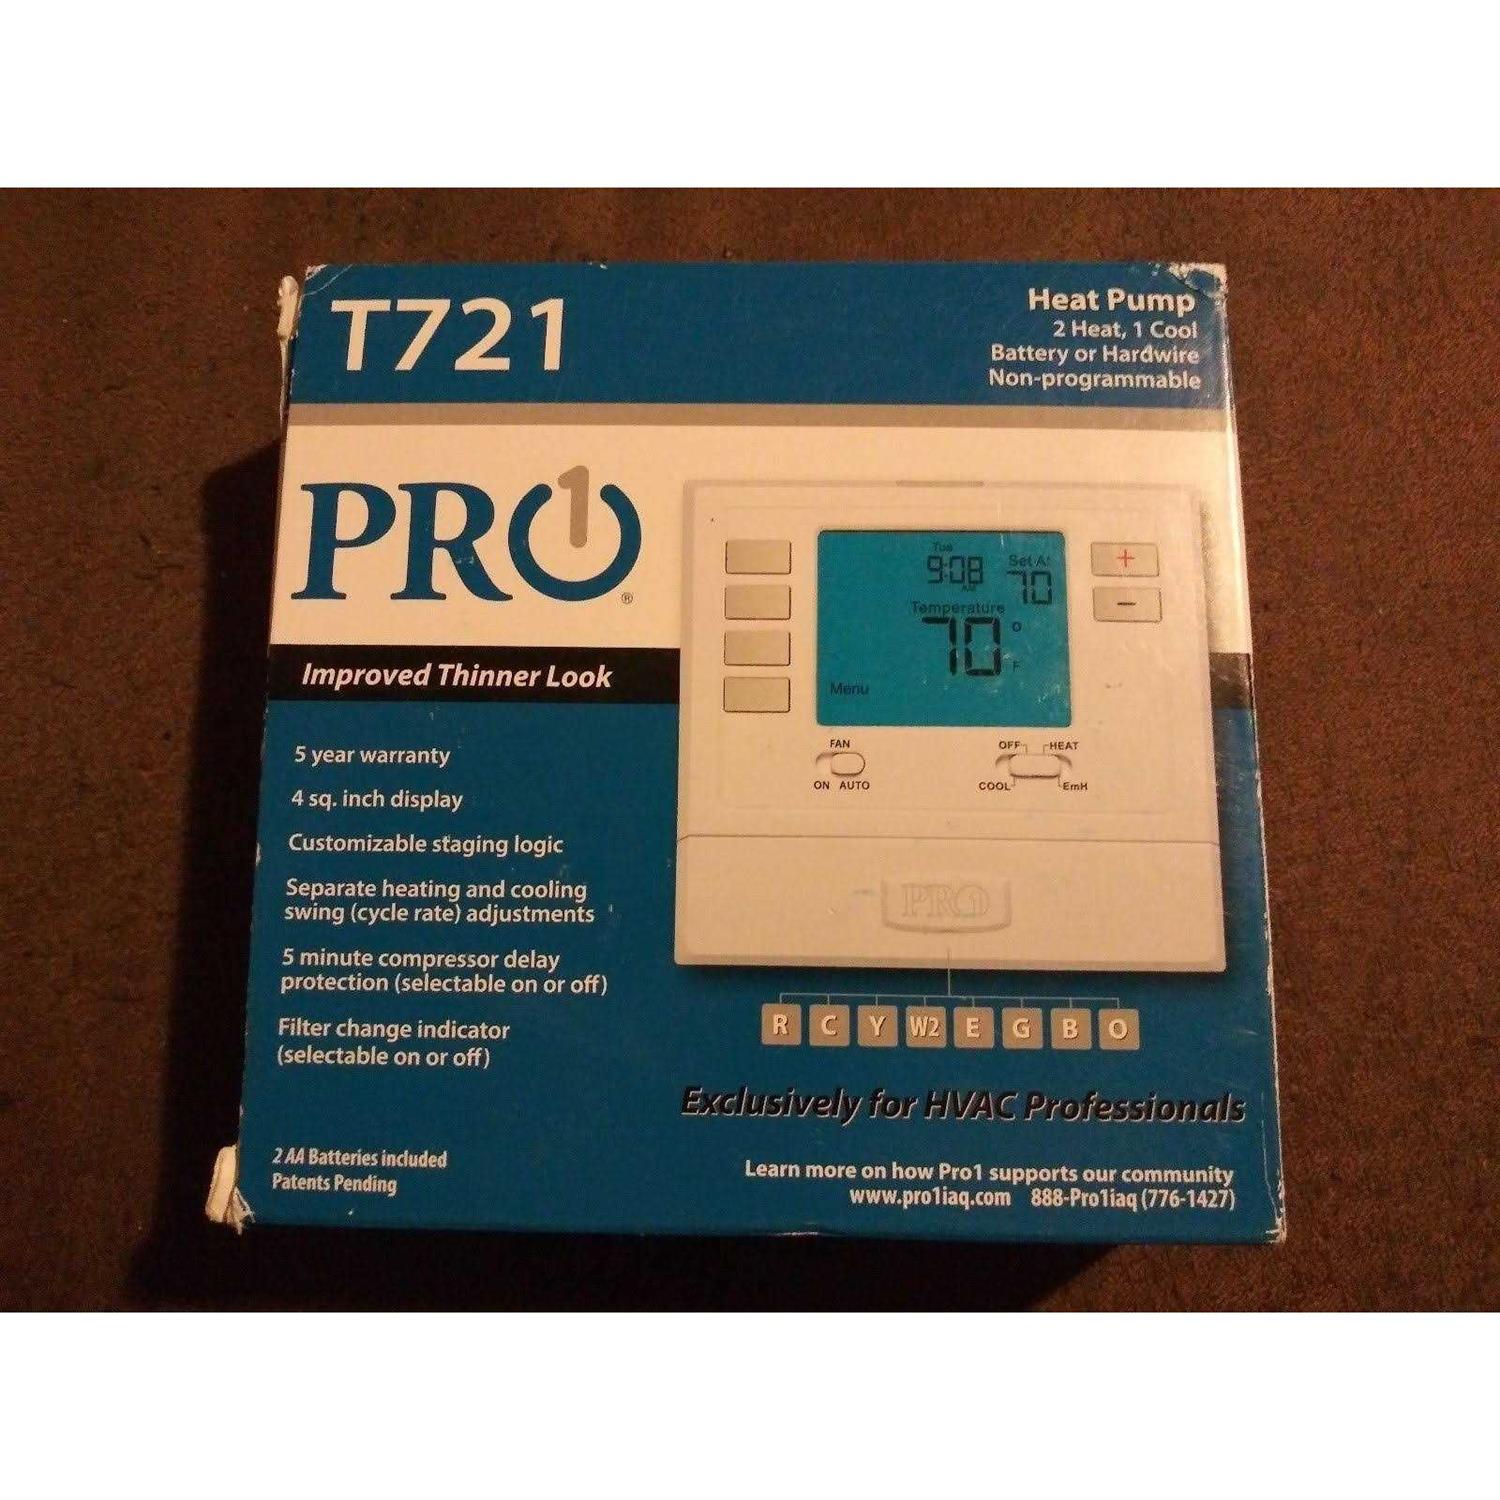 T721
Heat Pump
2 Heat, 1 Cool
Battery or Hardwire
Non-programmable
PRO1®
Improved Thinner Look
5 year warranty
4 sq. inch display
Customizable staging logic
Separate heating and cooling
swing (cycle rate) adjustments
5 minute compressor delay
protection (selectable on or off)
Filter change indicator
(selectable on or off)
2 AA Batteries included
Patents Pending
Tue
9:08
AM
Set At
70
Temperature
70°
F
Menu
+
−
FAN
ON AUTO
OFF HEAT
COOL EmH
PRO1
R C Y W2 E G B O
Exclusively for HVAC Professionals
Learn more on how Pro1 supports our community
www.pro1iaq.com 888-Pro1iaq (776-1427)